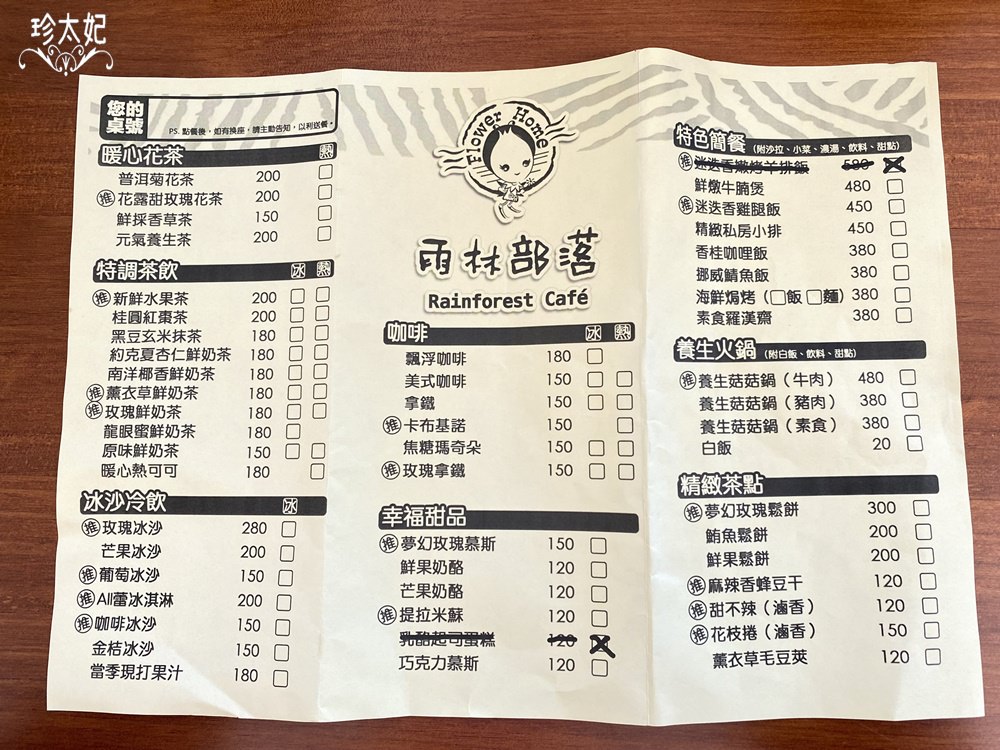 珍太妃
您的
桌號
PS. 點餐後，如有換座，請主動告知，以利送餐。
暖心花茶 熱
普洱菊花茶 200
推 花露甜玫瑰花茶 200
鮮採香草茶 150
元氣養生茶 200
特調茶飲 冰 熱
推 新鮮水果茶 200
桂圓紅棗茶 200
黑豆玄米抹茶 180
約克夏杏仁鮮奶茶 180
南洋椰香鮮奶茶 180
推 薰衣草鮮奶茶 180
推 玫瑰鮮奶茶 180
龍眼蜜鮮奶茶 180
原味鮮奶茶 150
暖心熱可可 180
冰沙冷飲 冰
推 玫瑰冰沙 280
芒果冰沙 200
推 葡萄冰沙 150
推 All蕾冰淇淋 200
推 咖啡冰沙 150
金桔冰沙 150
當季現打果汁 180
Flower Home
雨林部落
Rainforest Café
咖啡 冰 熱
飄浮咖啡 180
美式咖啡 150
拿鐵 150
推 卡布基諾 150
焦糖瑪奇朵 150
推 玫瑰拿鐵 150
幸福甜品
推 夢幻玫瑰慕斯 150
鮮果奶酪 120
芒果奶酪 120
推 提拉米蘇 120
乳酪起司蛋糕 120
巧克力慕斯 120
特色簡餐（附沙拉、小菜、濃湯、飲料、甜點）
推 迷迭香嫩烤羊排飯 580
鮮燉牛腩煲 480
推 迷迭香雞腿飯 450
精緻私房小排 450
香桂咖哩飯 380
挪威鯖魚飯 380
海鮮焗烤（□飯 □麵）380
素食羅漢齋 380
養生火鍋（附白飯、飲料、甜點）
推 養生菇菇鍋（牛肉） 480
養生菇菇鍋（豬肉） 380
養生菇菇鍋（素食） 380
白飯 20
精緻茶點
推 夢幻玫瑰鬆餅 300
鮪魚鬆餅 200
鮮果鬆餅 200
推 麻辣香蜂豆干 120
推 甜不辣（滷香） 120
推 花枝捲（滷香） 150
薰衣草毛豆莢 120